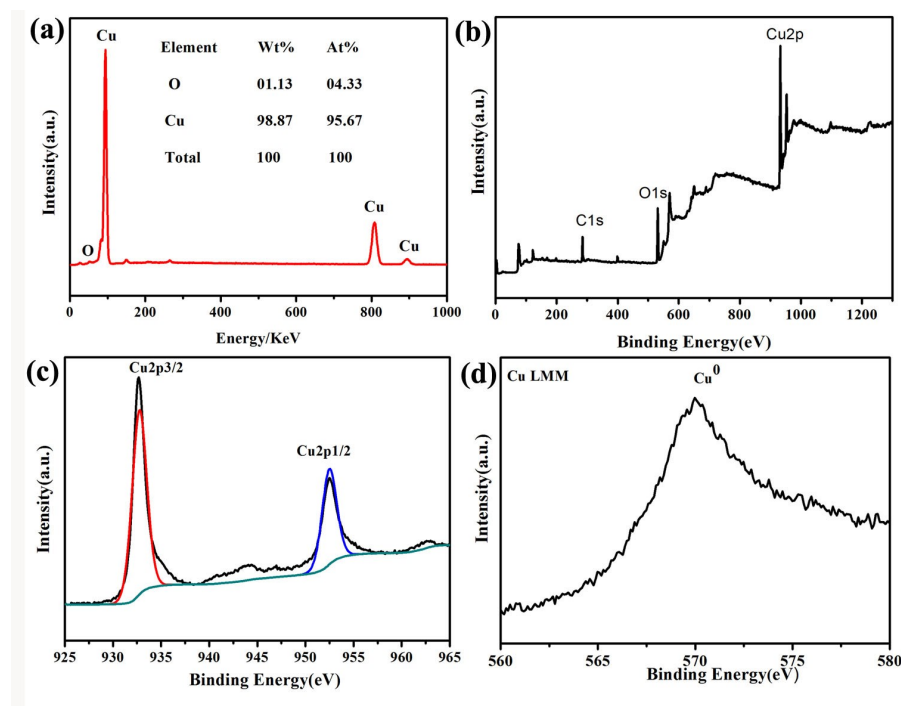 (a)
Cu
Element Wt% At%
O 01.13 04.33
Cu 98.87 95.67
Total 100 100
O
Cu
Cu
Intensity(a.u.)
0 200 400 600 800 1000
Energy/KeV
(b)
Cu2p
O1s
C1s
Intensity(a.u.)
0 200 400 600 800 1000 1200
Binding Energy(eV)
(c)
Cu2p3/2
Cu2p1/2
Intensity(a.u.)
925 930 935 940 945 950 955 960 965
Binding Energy(eV)
(d)
Cu LMM
Cu⁰
Intensity(a.u.)
560 565 570 575 580
Binding Energy(eV)